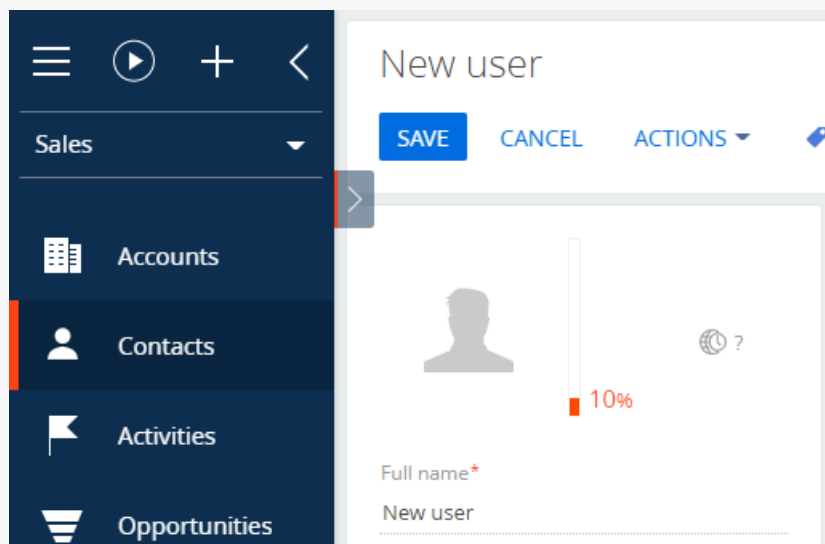 New user
Sales
SAVE CANCEL ACTIONS
Accounts
Contacts
?
10%
Activities
Full name*
New user
Opportunities